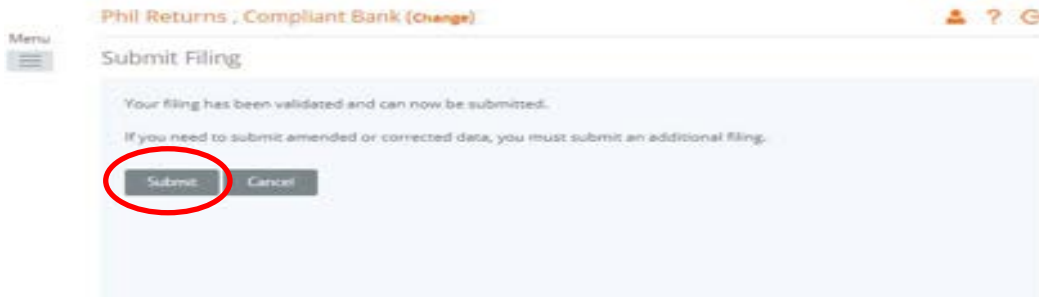 Phil Returns , Compliant Bank (Change)
?
Menu
Submit Filing
Your filing has been validated and can now be submitted.
If you need to submit amended or corrected data, you must submit an additional filing.
Submit Cancel